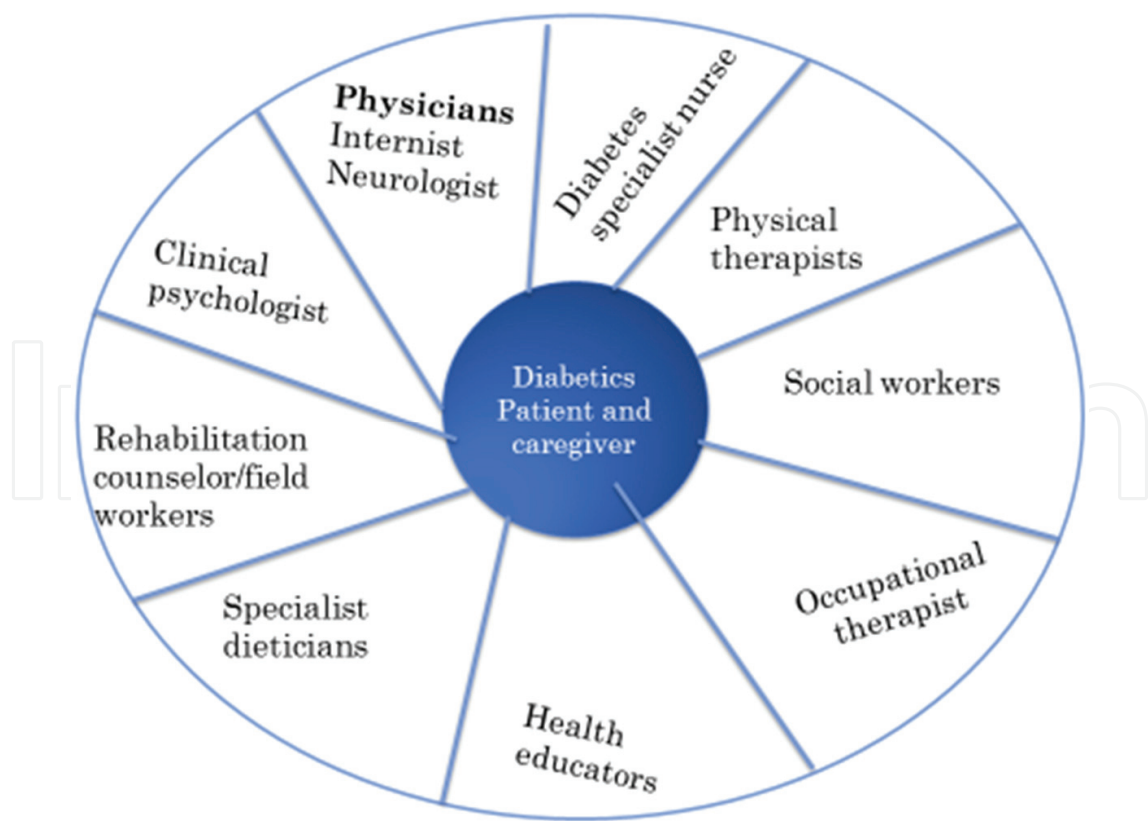 Physicians
Internist
Neurologist
Diabetes
specialist nurse
Physical
therapists
Social workers
Occupational
therapist
Health
educators
Specialist
dieticians
Rehabilitation
counselor/field
workers
Clinical
psychologist
Diabetics
Patient and
caregiver